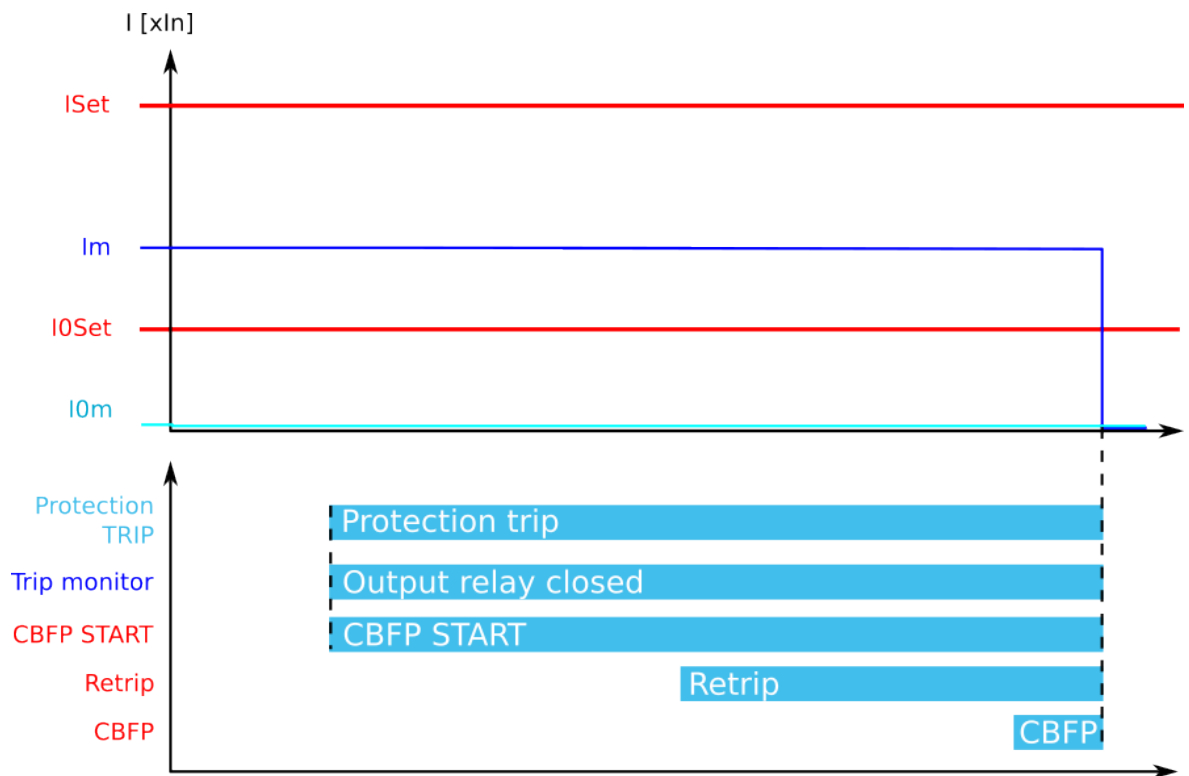 I [xIn]
ISet
Im
I0Set
I0m
Protection
TRIP
Protection trip
Trip monitor
Output relay closed
CBFP START
CBFP START
Retrip
Retrip
CBFP
CBFP